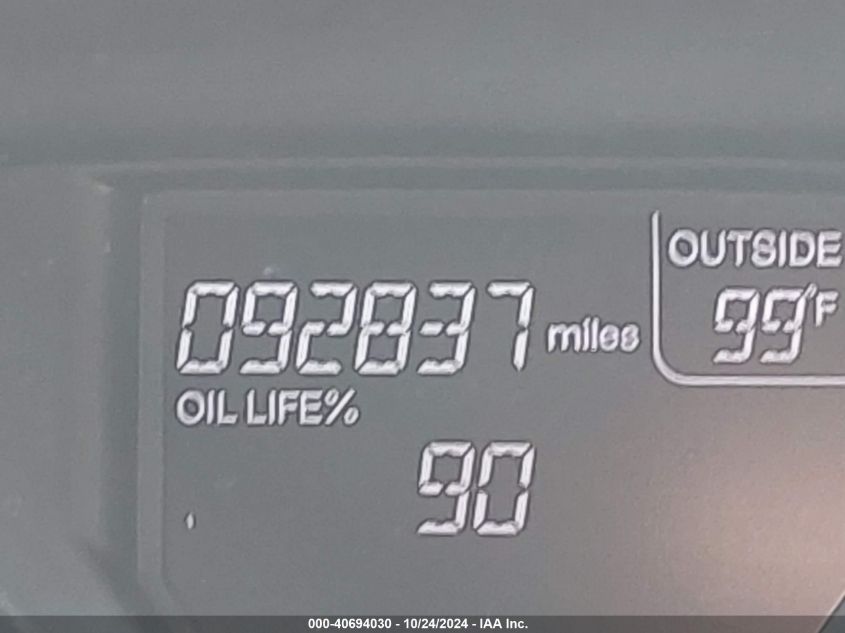 OUTSIDE
092837 miles 99°F
OIL LIFE%
90
000-40694030 - 10/24/2024 - IAA Inc.